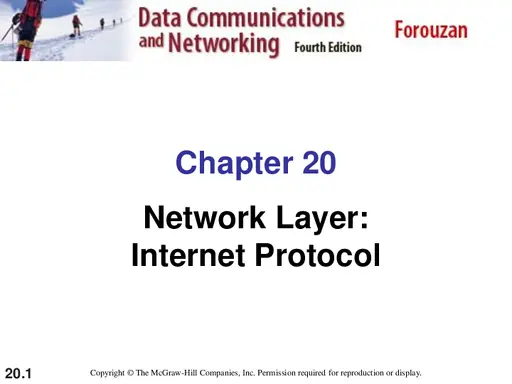 Data Communications
and Networking Fourth Edition
Forouzan
Chapter 20
Network Layer:
Internet Protocol
20.1
Copyright © The McGraw-Hill Companies, Inc. Permission required for reproduction or display.